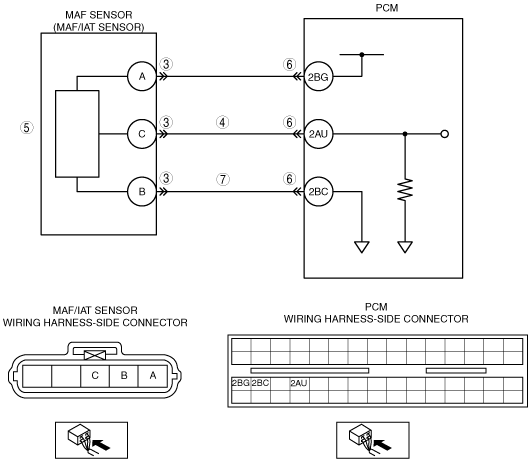 MAF SENSOR
(MAF/IAT SENSOR)
PCM
A
3
6
2BG
5
C
3
4
6
2AU
B
3
7
6
2BC
MAF/IAT SENSOR
WIRING HARNESS-SIDE CONNECTOR
C B A
PCM
WIRING HARNESS-SIDE CONNECTOR
2BG 2BC 2AU